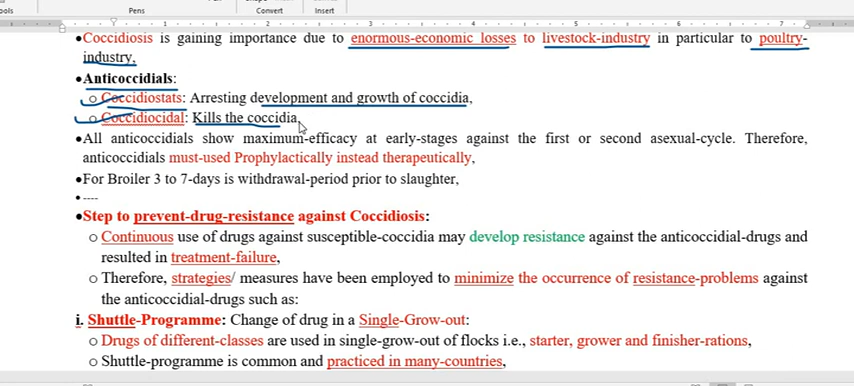 Pens
Convert
Insert
1 2 3 4 5 6 7
•Coccidiosis is gaining importance due to enormous-economic losses to livestock-industry in particular to poultry-
industry,
•Anticoccidials:
o Coccidiostats: Arresting development and growth of coccidia,
o Coccidiocidal: Kills the coccidia,
•All anticoccidials show maximum-efficacy at early-stages against the first or second asexual-cycle. Therefore,
anticoccidials must-used Prophylactically instead therapeutically,
•For Broiler 3 to 7-days is withdrawal-period prior to slaughter,
• ----
•Step to prevent-drug-resistance against Coccidiosis:
o Continuous use of drugs against susceptible-coccidia may develop resistance against the anticoccidial-drugs and
resulted in treatment-failure,
o Therefore, strategies/ measures have been employed to minimize the occurrence of resistance-problems against
the anticoccidial-drugs such as:
i. Shuttle-Programme: Change of drug in a Single-Grow-out:
o Drugs of different-classes are used in single-grow-out of flocks i.e., starter, grower and finisher-rations,
o Shuttle-programme is common and practiced in many-countries,